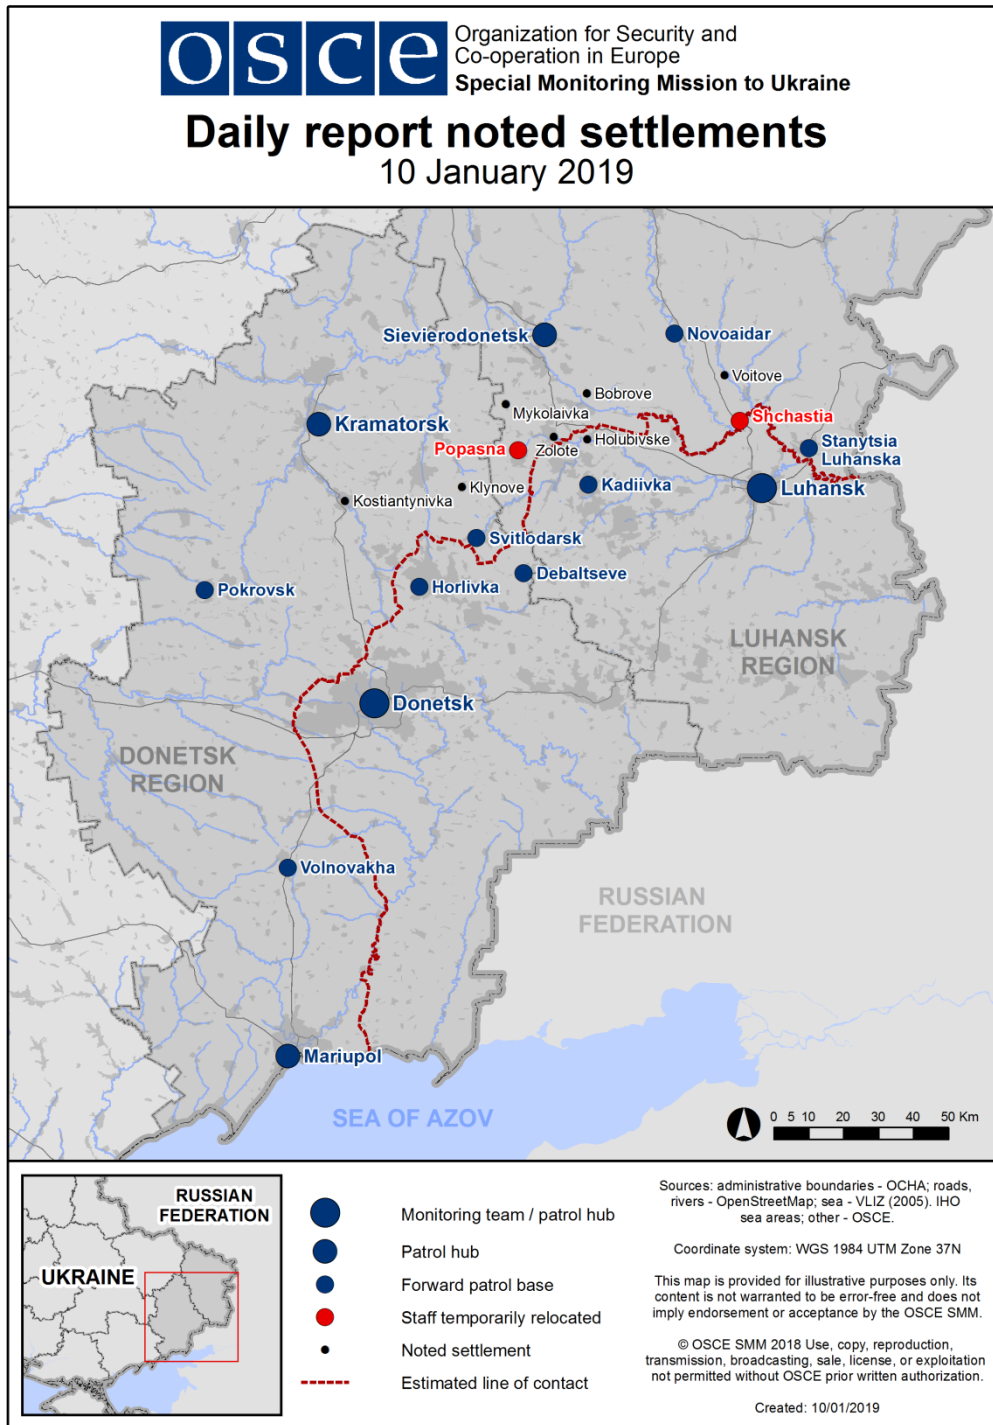 osce
Organization for Security and
Co-operation in Europe
Special Monitoring Mission to Ukraine
Daily report noted settlements
10 January 2019
Sievierodonetsk
Novoaidar
Voitove
Bobrove
Mykolaivka
Shchastia
Kramatorsk
Popasna
Zolote
Holubivske
Stanytsia
Luhanska
Klynove
Kadiivka
Luhansk
Kostiantynivka
Svitlodarsk
Debaltseve
Pokrovsk
Horlivka
LUHANSK
REGION
Donetsk
DONETSK
REGION
Volnovakha
RUSSIAN
FEDERATION
Mariupol
SEA OF AZOV
0 5 10 20 30 40 50 Km
RUSSIAN
FEDERATION
UKRAINE
Monitoring team / patrol hub
Patrol hub
Forward patrol base
Staff temporarily relocated
Noted settlement
Estimated line of contact
Sources: administrative boundaries - OCHA; roads,
rivers - OpenStreetMap; sea - VLIZ (2005). IHO
sea areas; other - OSCE.
Coordinate system: WGS 1984 UTM Zone 37N
This map is provided for illustrative purposes only. Its
content is not warranted to be error-free and does not
imply endorsement or acceptance by the OSCE SMM.
© OSCE SMM 2018 Use, copy, reproduction,
transmission, broadcasting, sale, license, or exploitation
not permitted without OSCE prior written authorization.
Created: 10/01/2019